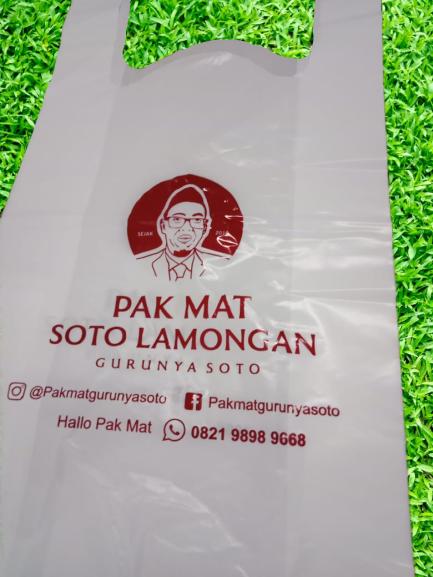 SEJAK
PAK MAT
SOTO LAMONGAN
GURUNYA SOTO
@Pakmatgurunyasoto Pakmatgurunyasoto
Hallo Pak Mat 0821 9898 9668